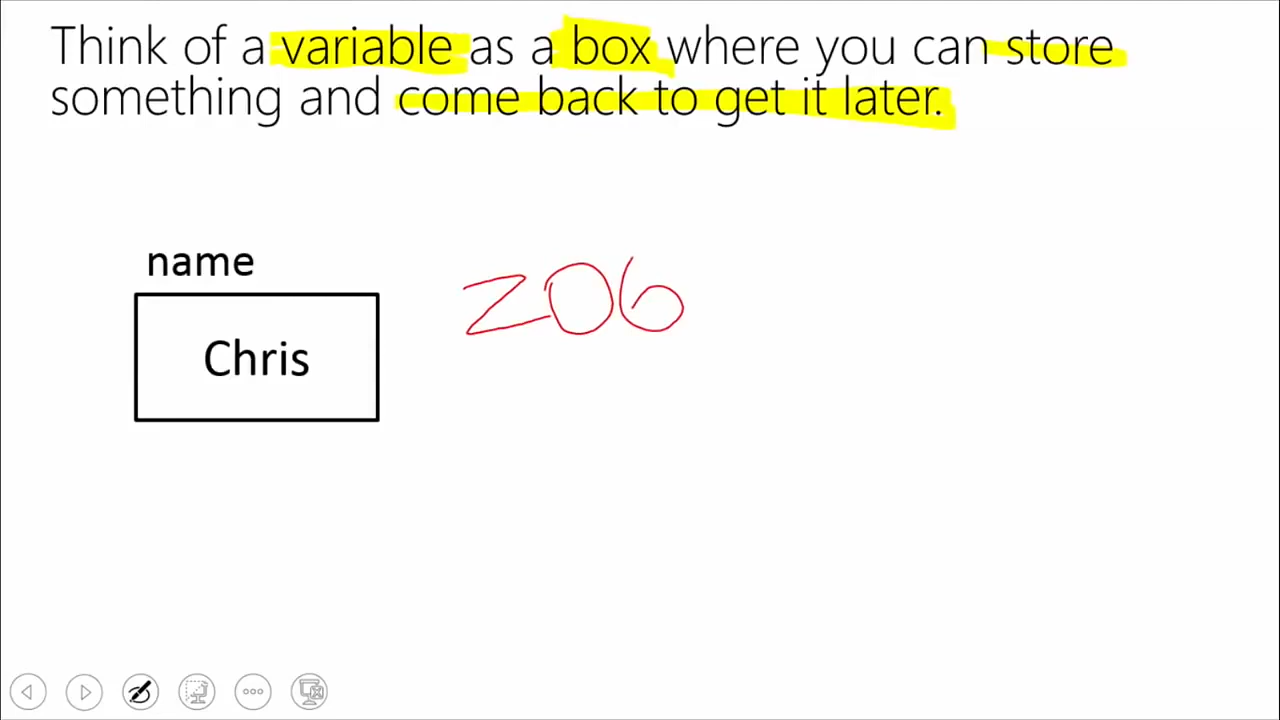 Think of a variable as a box where you can store
something and come back to get it later.
name
Chris
206